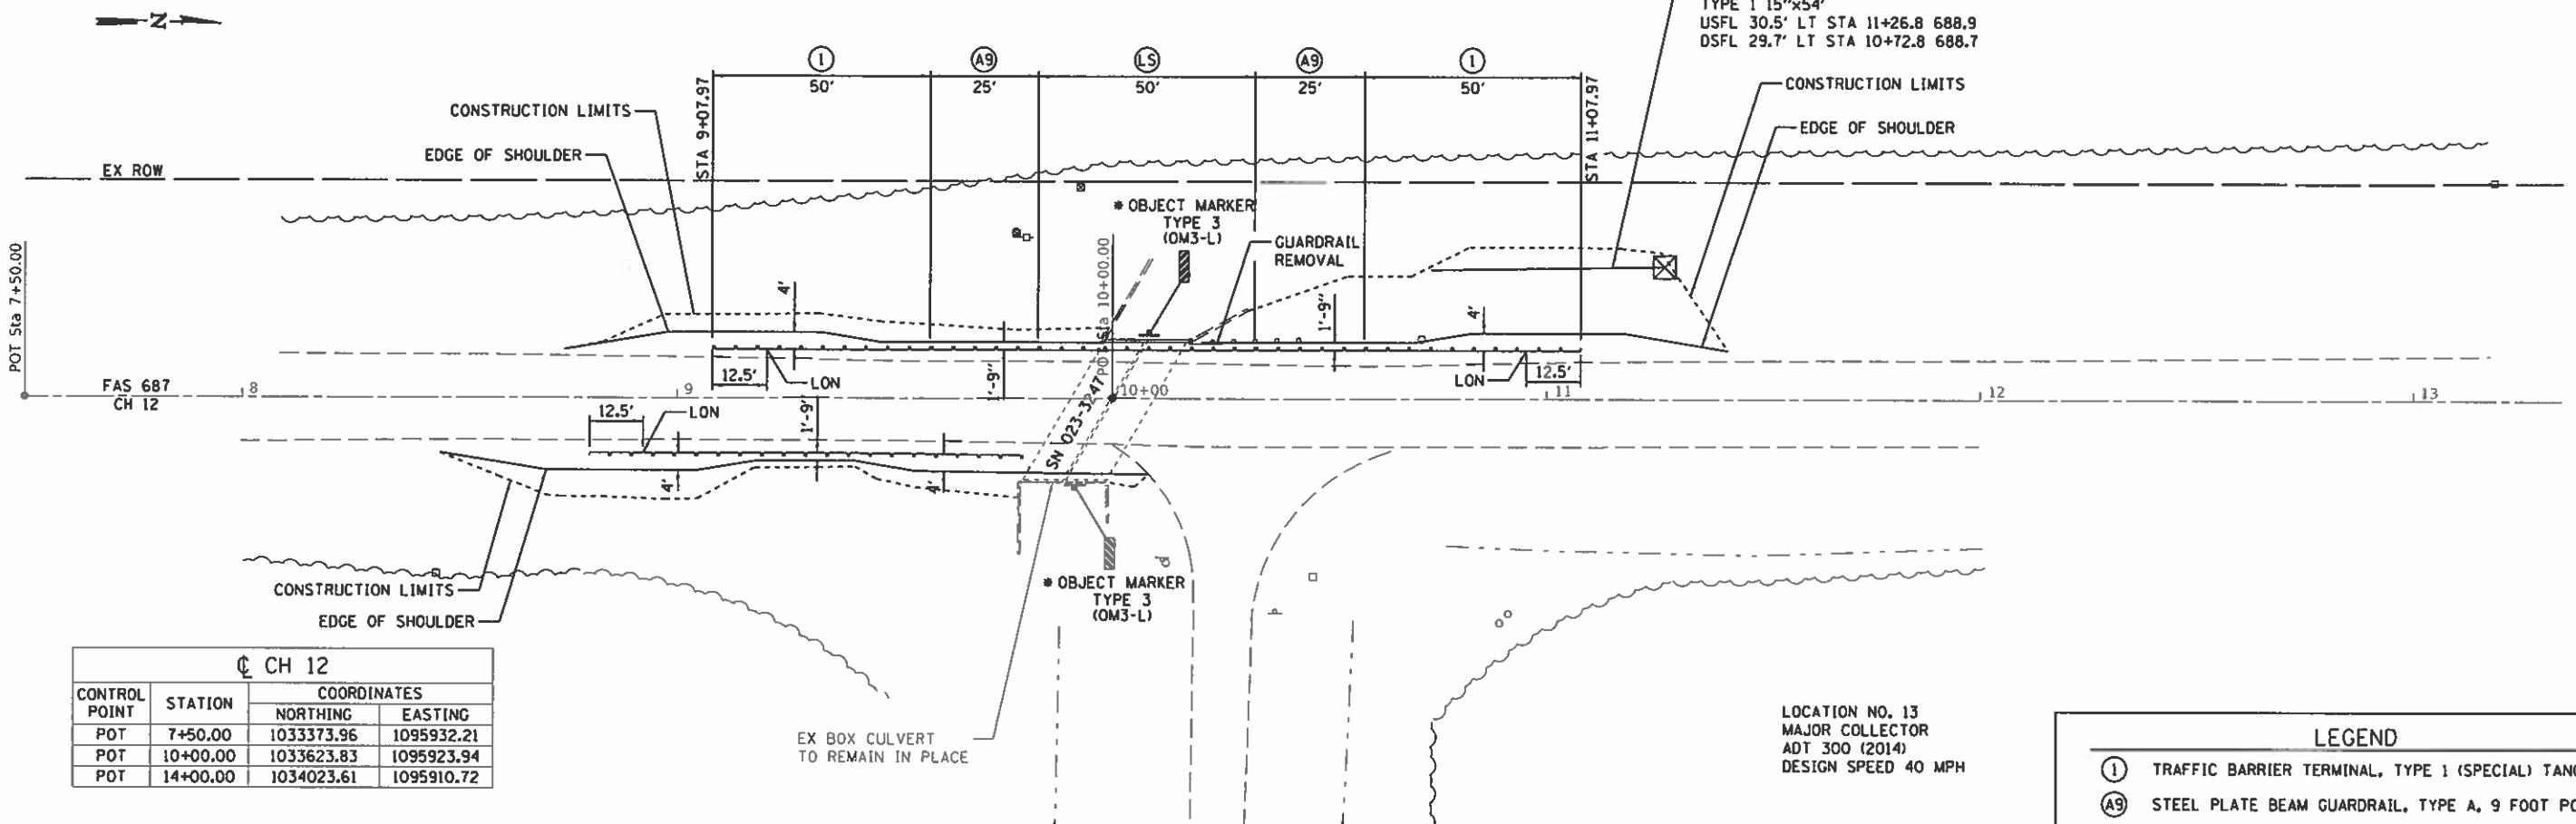 N
TYPE 1 15"x54'
USFL 30.5' LT STA 11+26.8 688.9
DSFL 29.7' LT STA 10+72.8 688.7
1 A9 LS A9 1
50' 25' 50' 25' 50'
STA 9+07.97
STA 11+07.97
CONSTRUCTION LIMITS
EDGE OF SHOULDER
CONSTRUCTION LIMITS
EDGE OF SHOULDER
EX ROW
* OBJECT MARKER
TYPE 3
(OM3-L)
GUARDRAIL
REMOVAL
POT Sta 7+50.00
POT Sta 10+00.00
4'
1'-9"
1'-9"
4'
12.5'
LON
LON
12.5'
FAS 687
CH 12
8
9
10+00
11
12
13
12.5'
LON
1'-9"
SN 023-3247
4'
4'
* OBJECT MARKER
TYPE 3
(OM3-L)
CONSTRUCTION LIMITS
EDGE OF SHOULDER
EX BOX CULVERT
TO REMAIN IN PLACE
℄ CH 12
CONTROL POINT STATION COORDINATES
NORTHING EASTING
POT 7+50.00 1033373.96 1095932.21
POT 10+00.00 1033623.83 1095923.94
POT 14+00.00 1034023.61 1095910.72
LOCATION NO. 13
MAJOR COLLECTOR
ADT 300 (2014)
DESIGN SPEED 40 MPH
LEGEND
1 TRAFFIC BARRIER TERMINAL, TYPE 1 (SPECIAL) TAN
A9 STEEL PLATE BEAM GUARDRAIL, TYPE A, 9 FOOT PO